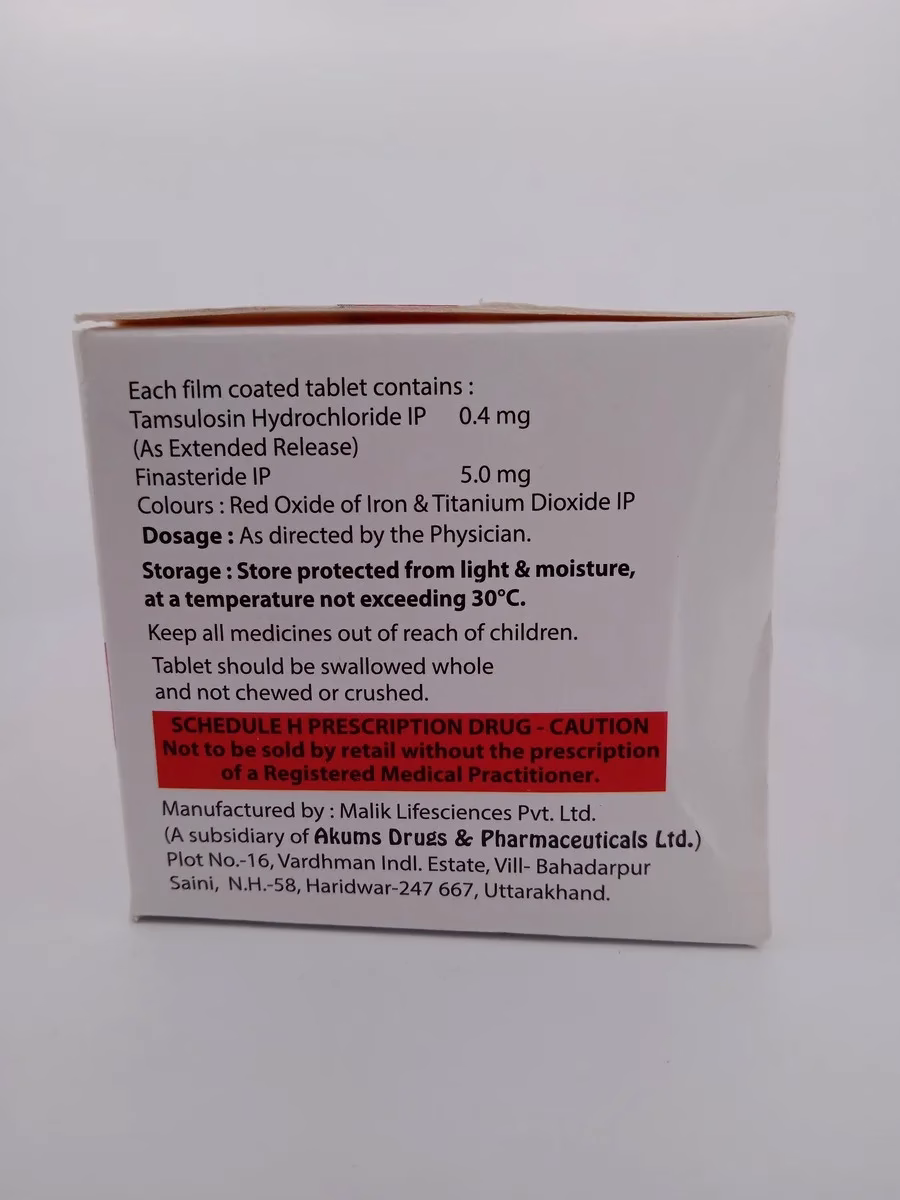 Each film coated tablet contains :
Tamsulosin Hydrochloride IP 0.4 mg
(As Extended Release)
Finasteride IP 5.0 mg
Colours : Red Oxide of Iron & Titanium Dioxide IP
Dosage : As directed by the Physician.
Storage : Store protected from light & moisture,
at a temperature not exceeding 30°C.
Keep all medicines out of reach of children.
Tablet should be swallowed whole
and not chewed or crushed.
SCHEDULE H PRESCRIPTION DRUG - CAUTION
Not to be sold by retail without the prescription
of a Registered Medical Practitioner.
Manufactured by : Malik Lifesciences Pvt. Ltd.
(A subsidiary of Akums Drugs & Pharmaceuticals Ltd.)
Plot No.-16, Vardhman Indl. Estate, Vill- Bahadarpur
Saini, N.H.-58, Haridwar-247 667, Uttarakhand.